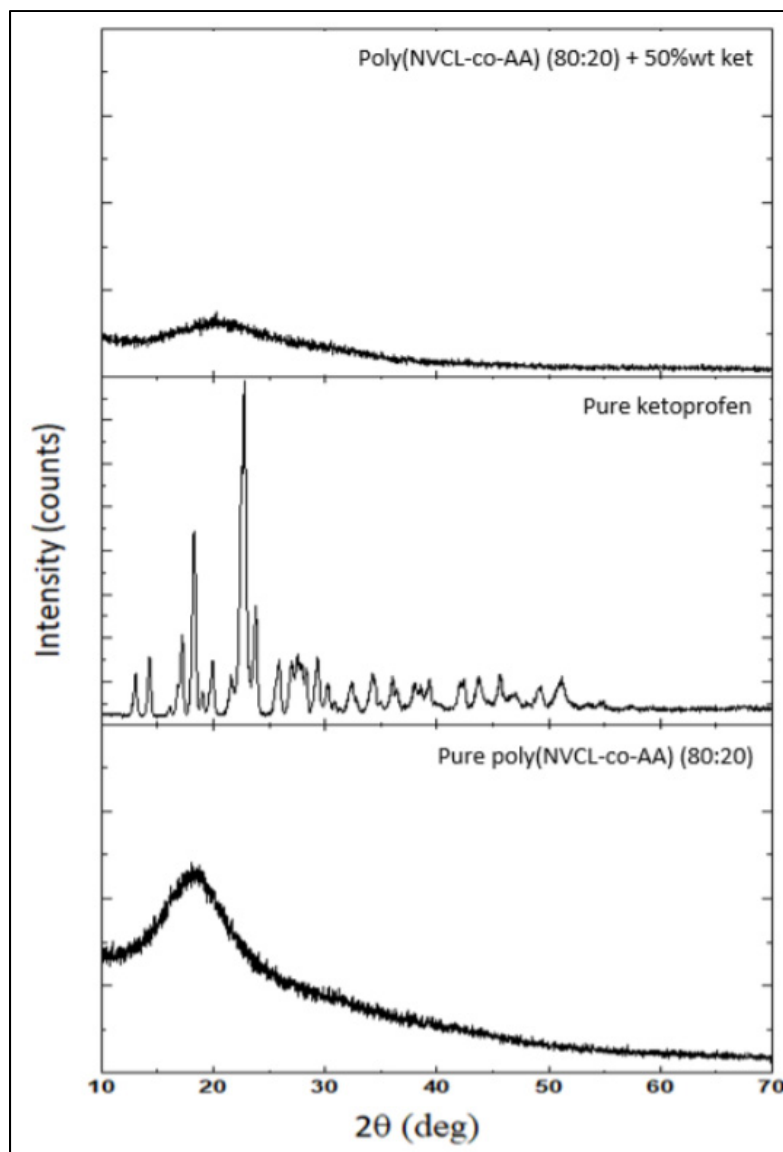 Poly(NVCL-co-AA) (80:20) + 50%wt ket
Pure ketoprofen
Intensity (counts)
Pure poly(NVCL-co-AA) (80:20)
10 20 30 40 50 60 70
2θ (deg)